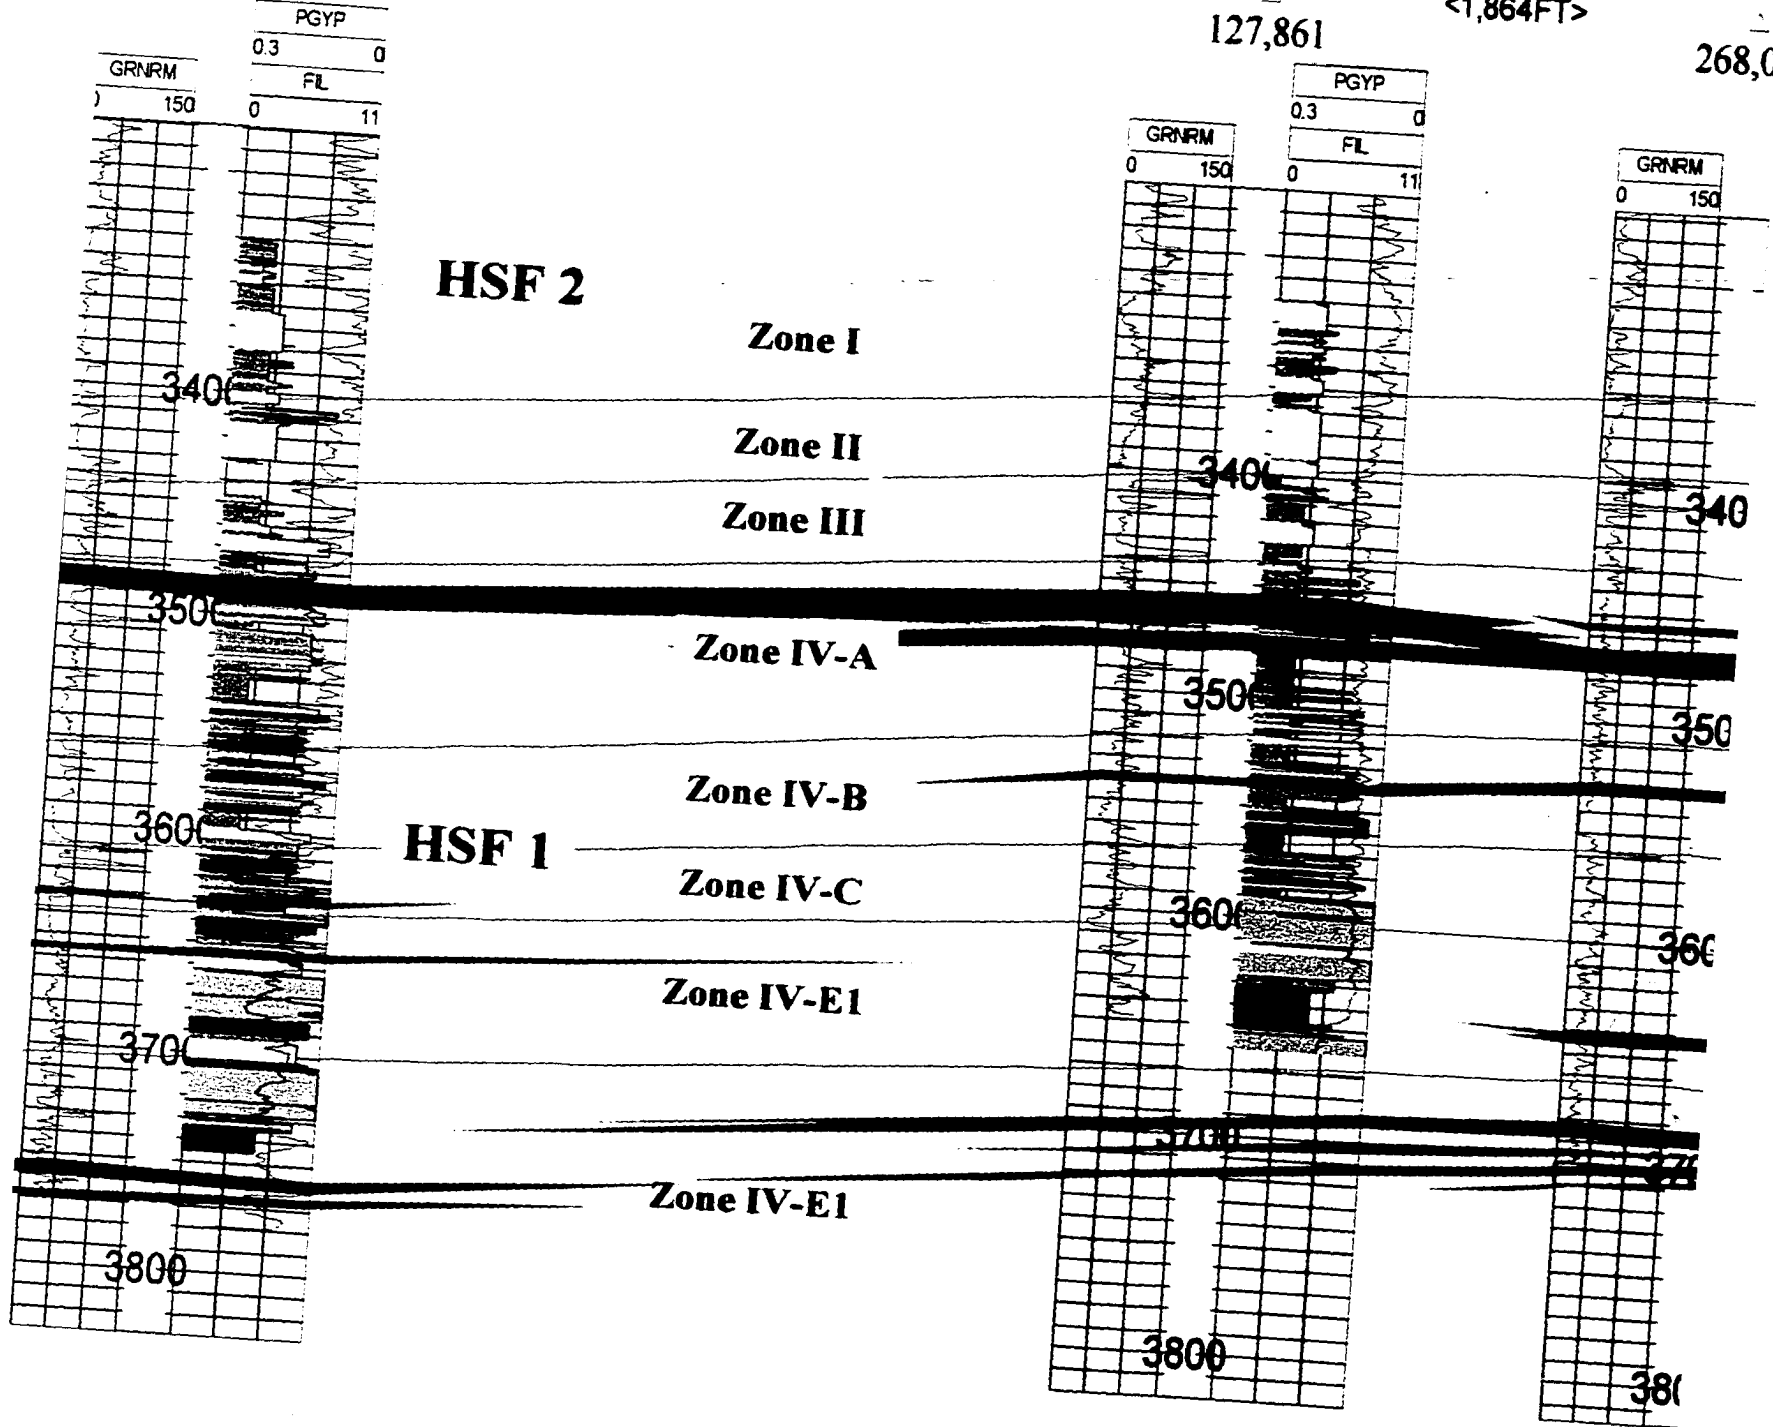 <1,864FT>
127,861
268,0
PGYP
0.3 0
GRNRM
FIL
150
0 11
PGYP
0.3 0
GRNRM
FIL
0 150
0 11
GRNRM
0 150
HSF 2
Zone I
3400
Zone II
3400
340
Zone III
3500
Zone IV-A
3500
350
Zone IV-B
3600
HSF 1
Zone IV-C
3600
360
Zone IV-E1
3700
3700
370
Zone IV-E1
3800
3800
380